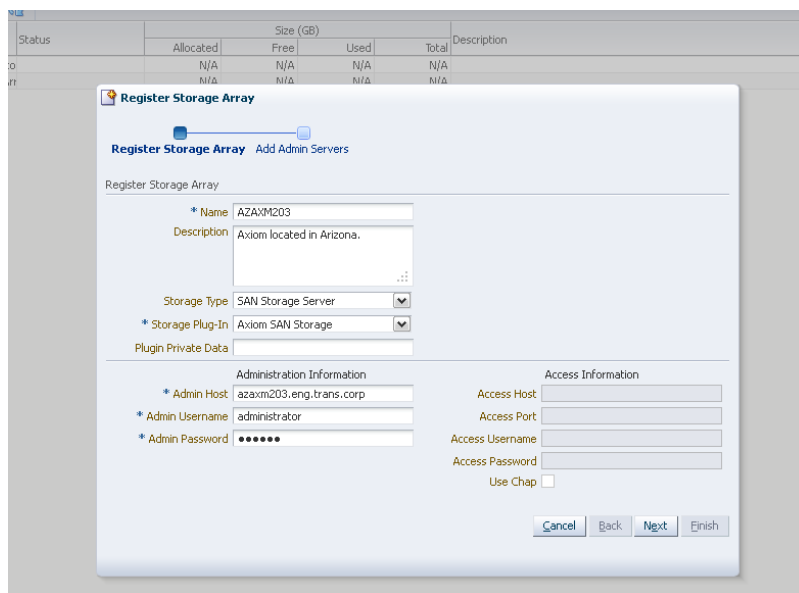 Size (GB)
Status Allocated Free Used Total Description
N/A N/A N/A N/A
N/A N/A N/A N/A
Register Storage Array
Register Storage Array Add Admin Servers
Register Storage Array
* Name AZAXM203
Description Axiom located in Arizona.
Storage Type SAN Storage Server
* Storage Plug-In Axiom SAN Storage
Plugin Private Data
Administration Information Access Information
* Admin Host azaxm203.eng.trans.corp Access Host
* Admin Username administrator Access Port
* Admin Password ●●●●●● Access Username
Access Password
Use Chap
Cancel Back Next Finish